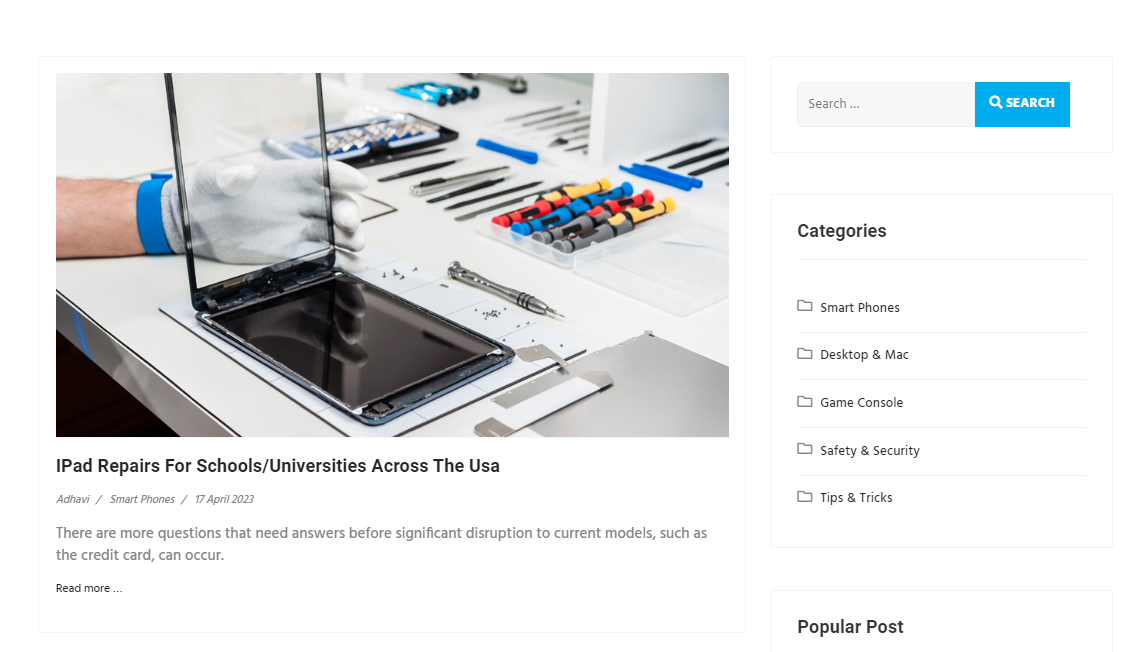 IPad Repairs For Schools/Universities Across The Usa
Adhavi / Smart Phones / 17 April 2023
There are more questions that need answers before significant disruption to current models, such as
the credit card, can occur.
Read more ...
Search ...
SEARCH
Categories
Smart Phones
Desktop & Mac
Game Console
Safety & Security
Tips & Tricks
Popular Post